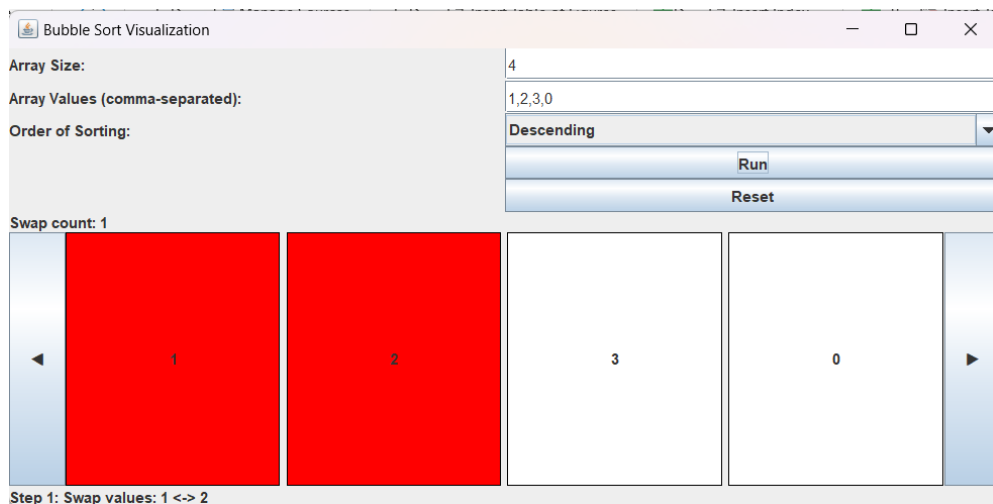 Bubble Sort Visualization
Array Size:
4
Array Values (comma-separated):
1,2,3,0
Order of Sorting:
Descending
Run
Reset
Swap count: 1
1
2
3
0
Step 1: Swap values: 1 <-> 2